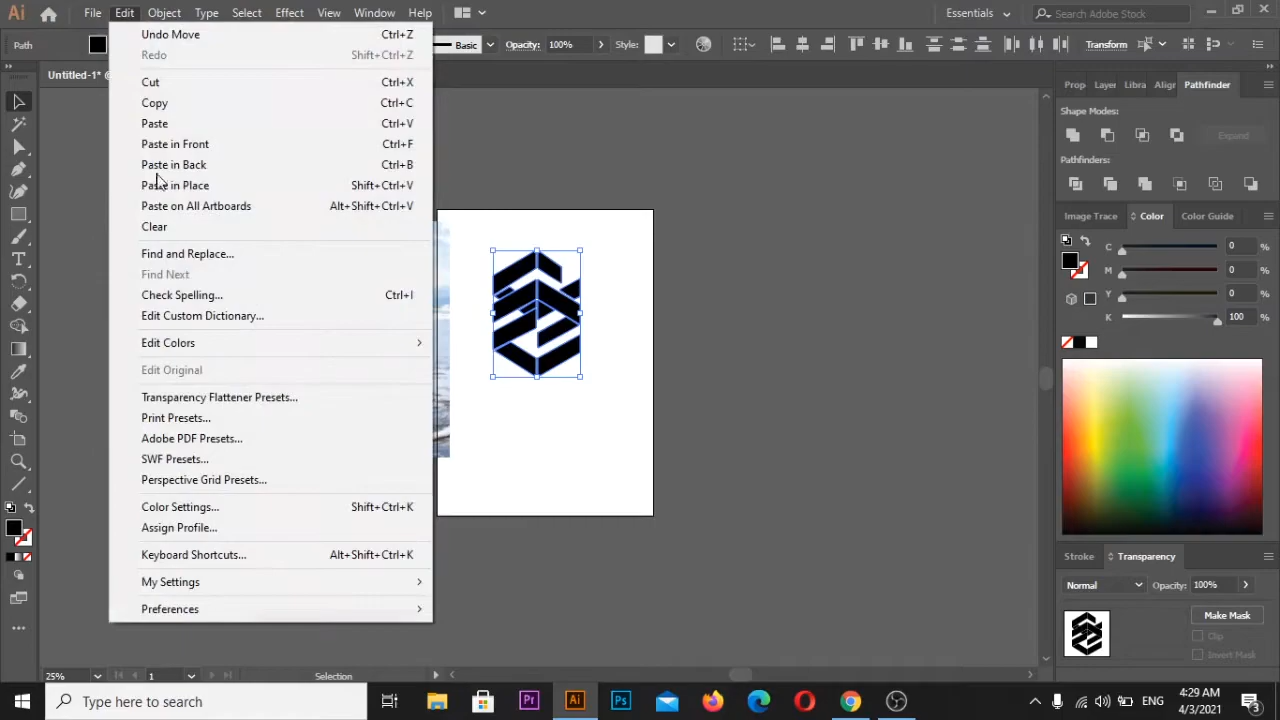 Ai File Edit Object Type Select Effect View Window Help Essentials Search Adobe Stock
Path Basic Opacity: 100% Style: Transform
Untitled-1* @
Undo Move Ctrl+Z
Redo Shift+Ctrl+Z
Cut Ctrl+X
Copy Ctrl+C
Paste Ctrl+V
Paste in Front Ctrl+F
Paste in Back Ctrl+B
Paste in Place Shift+Ctrl+V
Paste on All Artboards Alt+Shift+Ctrl+V
Clear
Find and Replace...
Find Next
Check Spelling... Ctrl+I
Edit Custom Dictionary...
Edit Colors
Edit Original
Transparency Flattener Presets...
Print Presets...
Adobe PDF Presets...
SWF Presets...
Perspective Grid Presets...
Color Settings... Shift+Ctrl+K
Assign Profile...
Keyboard Shortcuts... Alt+Shift+Ctrl+K
My Settings
Preferences
Prop Layer Libra Aligr Pathfinder
Shape Modes:
Expand
Pathfinders:
Image Trace Color Color Guide
C 0 %
M 0 %
Y 0 %
K 100 %
Stroke Transparency
Normal Opacity: 100%
Make Mask
Clip
Invert Mask
25% 1 Selection
Type here to search Pr Ai Ps ENG 4:29 AM
4/3/2021 3